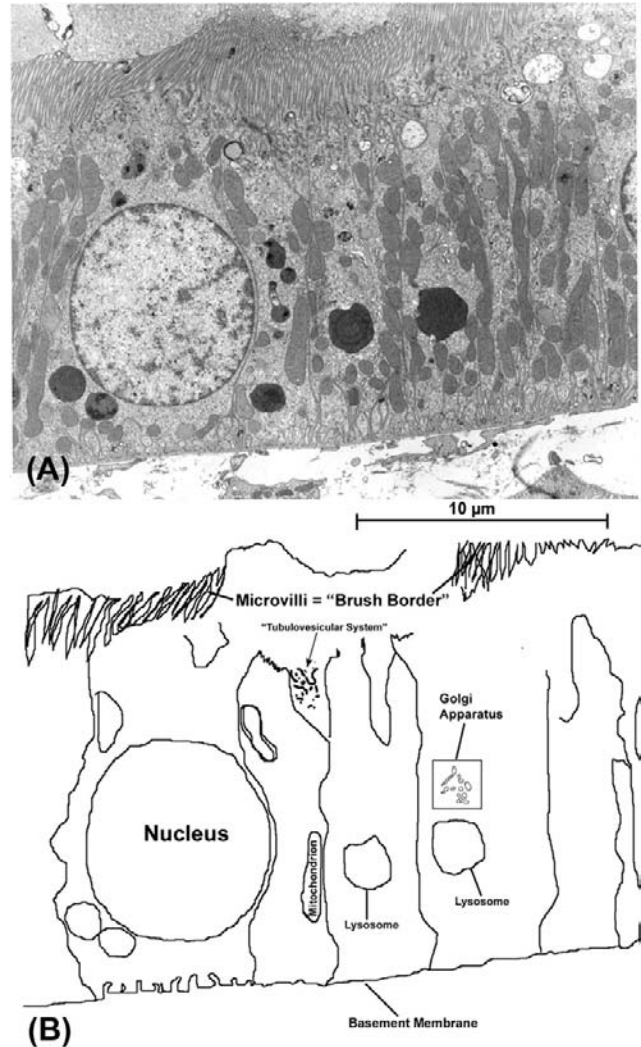 (A)
10 µm
Microvilli = “Brush Border”
"Tubulovesicular System"
Golgi
Apparatus
Nucleus
Mitochondrion
Lysosome
Lysosome
Basement Membrane
(B)